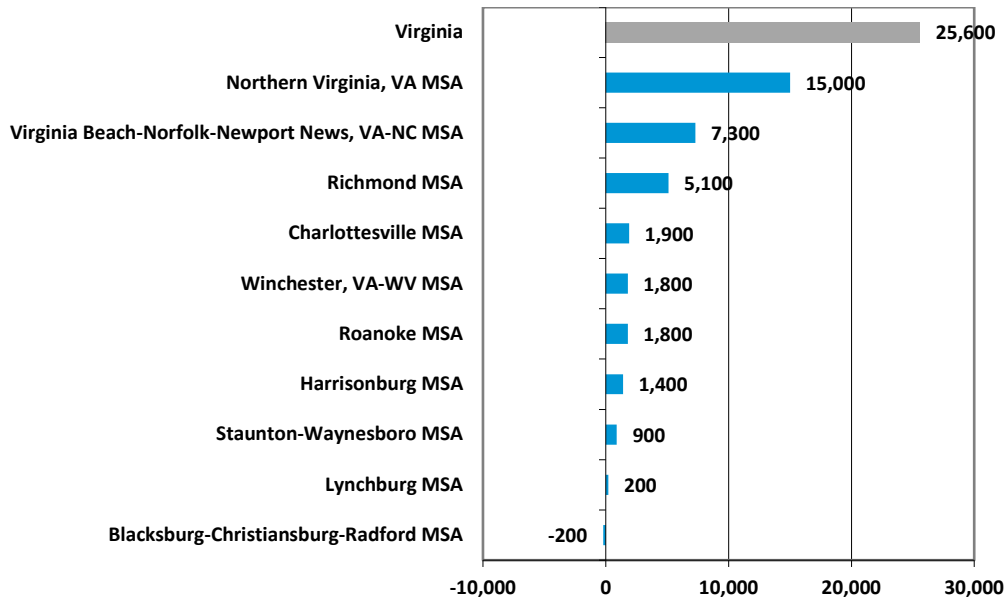 Virginia 25,600
Northern Virginia, VA MSA 15,000
Virginia Beach-Norfolk-Newport News, VA-NC MSA 7,300
Richmond MSA 5,100
Charlottesville MSA 1,900
Winchester, VA-WV MSA 1,800
Roanoke MSA 1,800
Harrisonburg MSA 1,400
Staunton-Waynesboro MSA 900
Lynchburg MSA 200
Blacksburg-Christiansburg-Radford MSA -200
-10,000 0 10,000 20,000 30,000